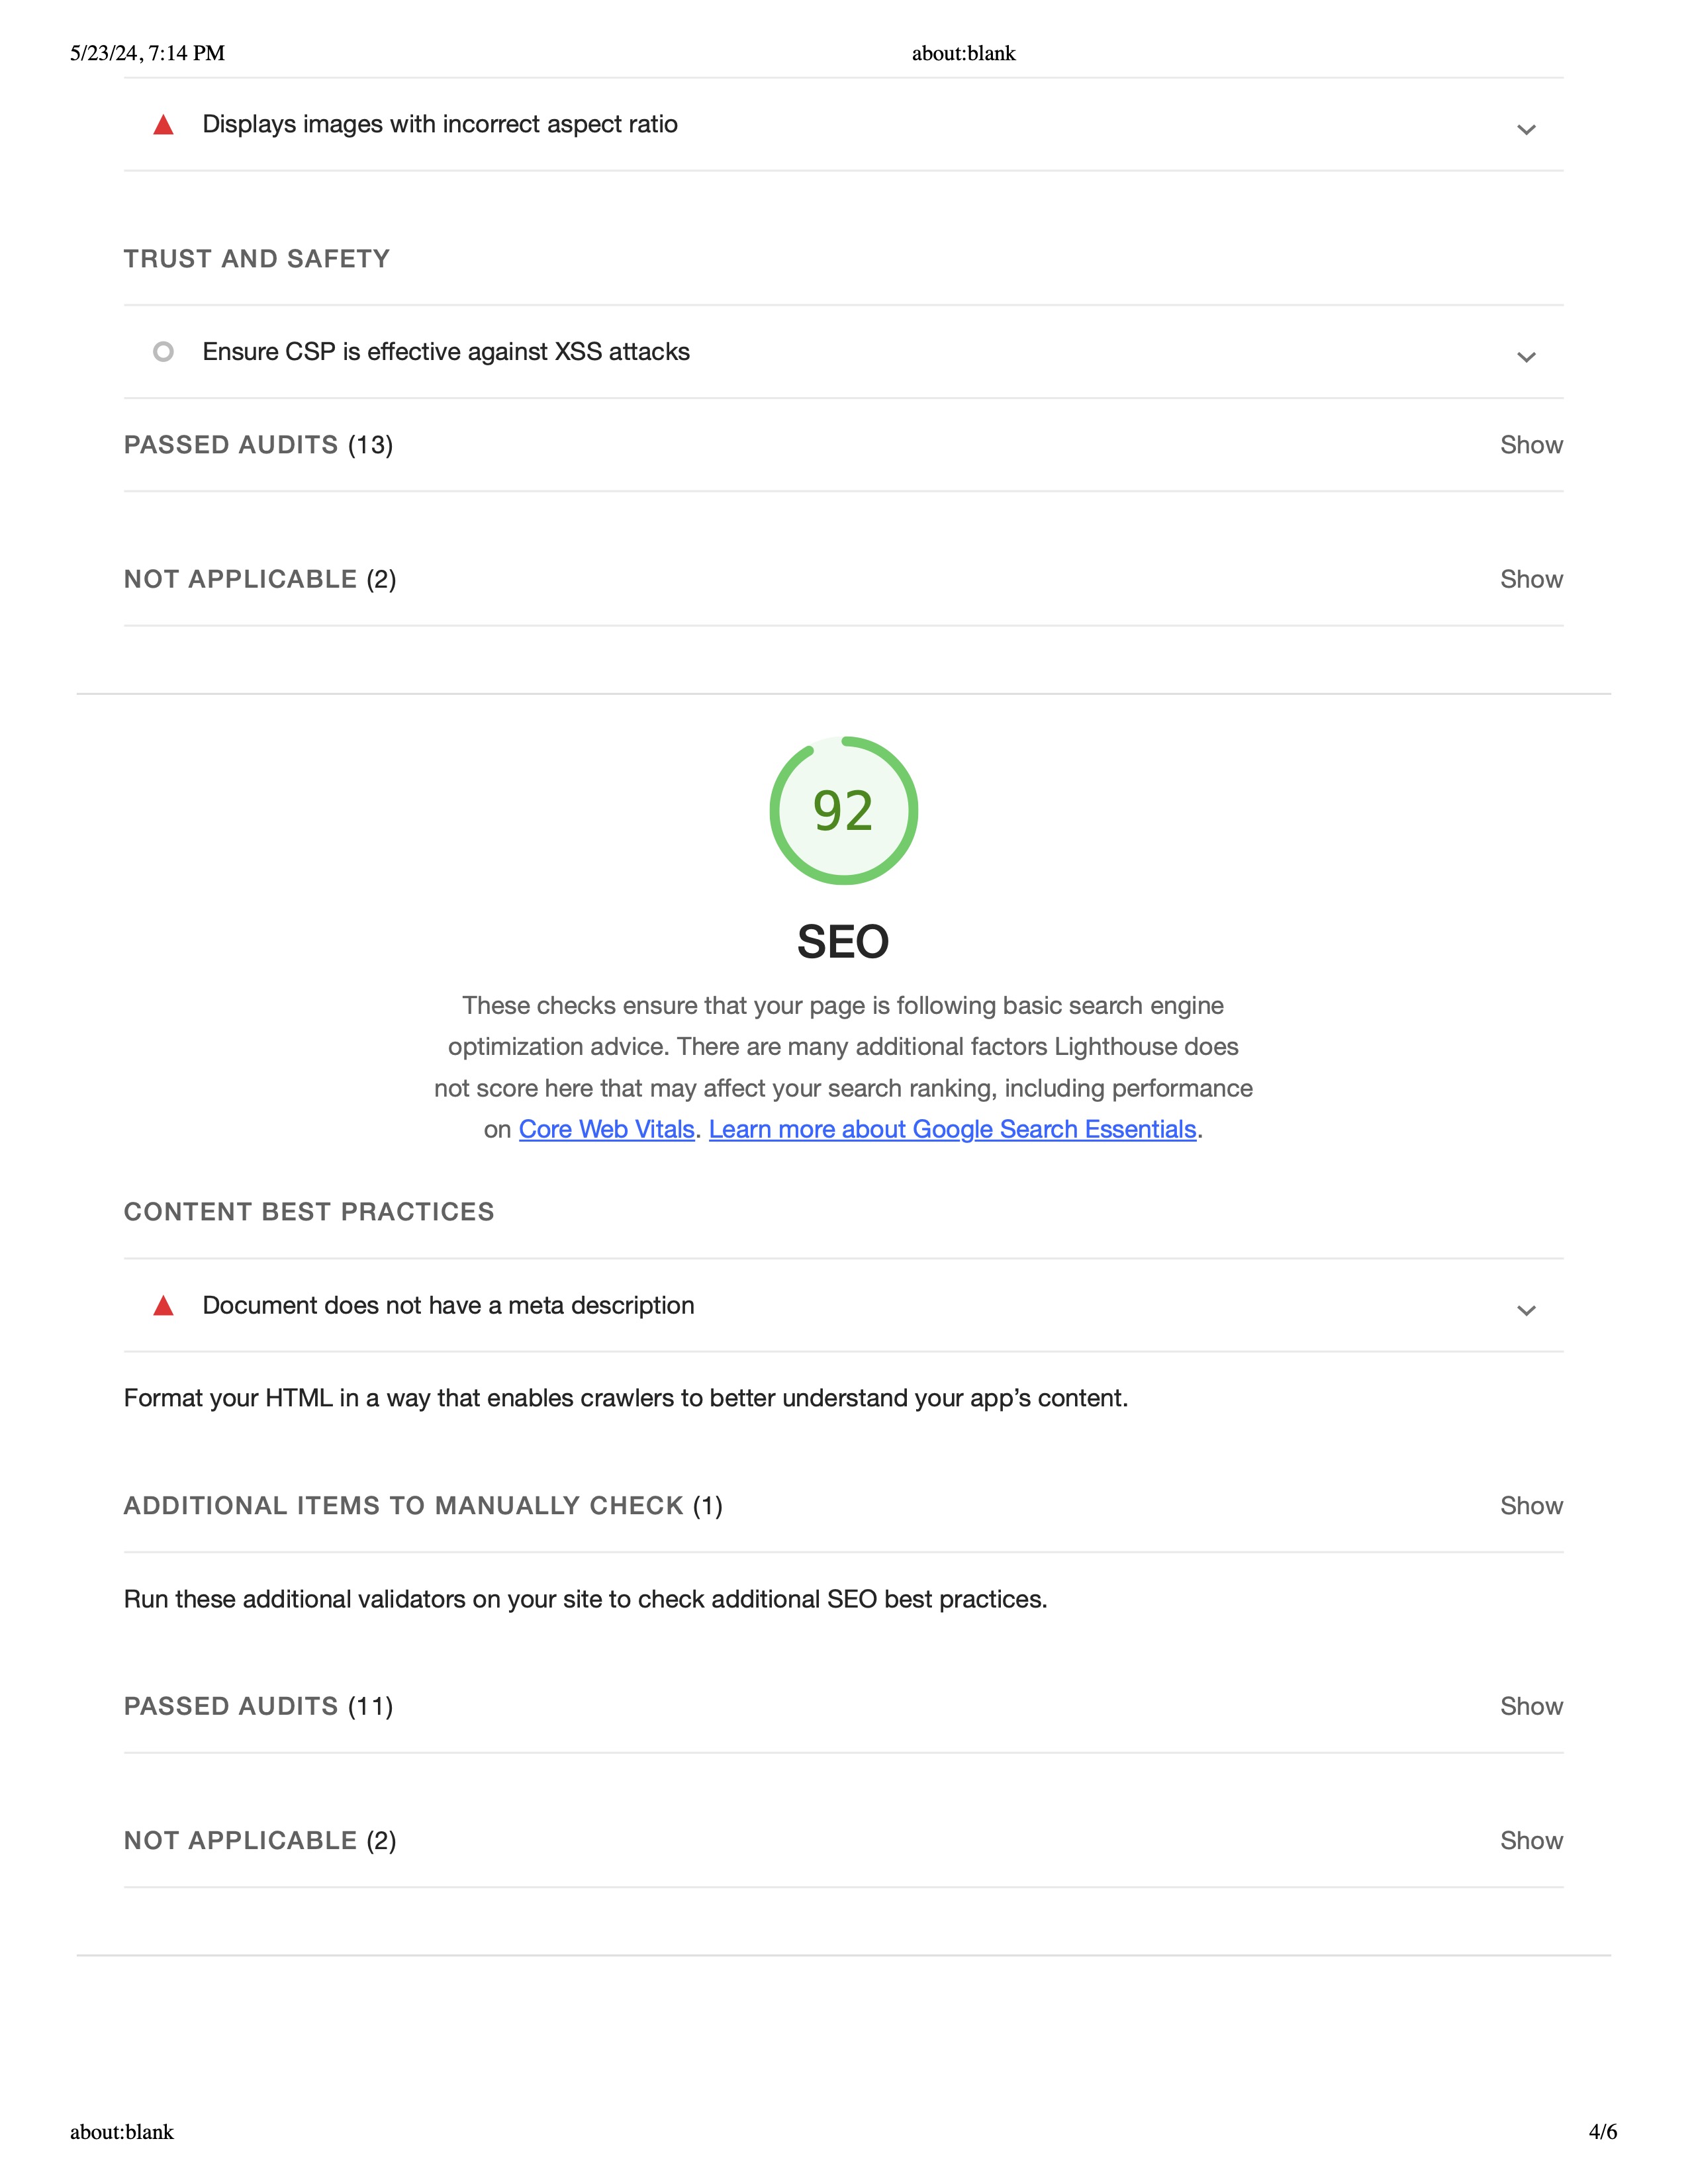 5/23/24, 7:14 PM
about:blank
Displays images with incorrect aspect ratio
TRUST AND SAFETY
Ensure CSP is effective against XSS attacks
PASSED AUDITS (13)
Show
NOT APPLICABLE (2)
Show
92
SEO
These checks ensure that your page is following basic search engine
optimization advice. There are many additional factors Lighthouse does
not score here that may affect your search ranking, including performance
on Core Web Vitals. Learn more about Google Search Essentials.
CONTENT BEST PRACTICES
Document does not have a meta description
Format your HTML in a way that enables crawlers to better understand your app’s content.
ADDITIONAL ITEMS TO MANUALLY CHECK (1)
Show
Run these additional validators on your site to check additional SEO best practices.
PASSED AUDITS (11)
Show
NOT APPLICABLE (2)
Show
about:blank
4/6